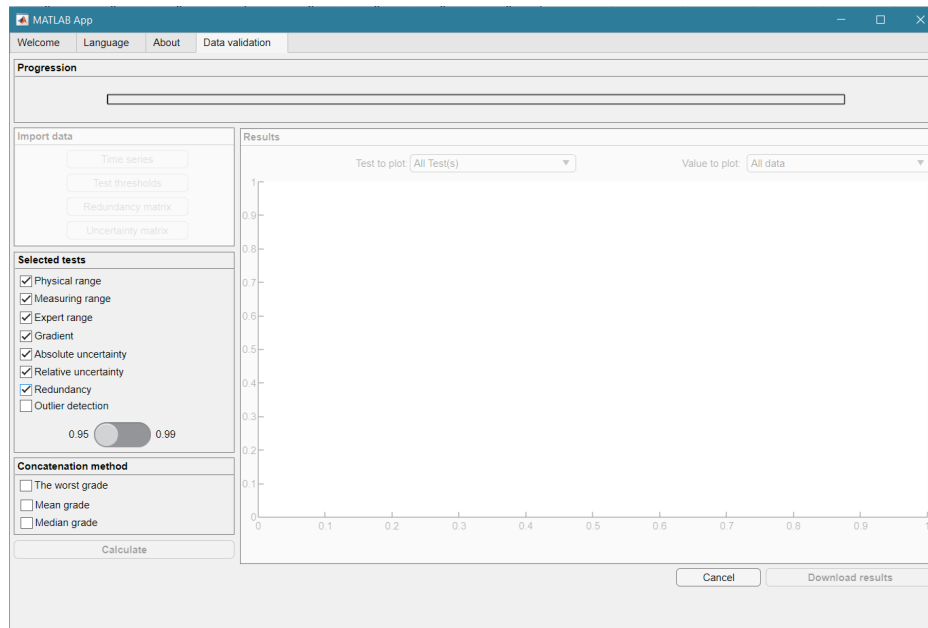 MATLAB App
Welcome Language About Data validation
Progression
Import data
Time series
Test thresholds
Redundancy matrix
Uncertainty matrix
Selected tests
Physical range
Measuring range
Expert range
Gradient
Absolute uncertainty
Relative uncertainty
Redundancy
Outlier detection
0.95 0.99
Concatenation method
The worst grade
Mean grade
Median grade
Calculate
Results
Test to plot All Test(s) Value to plot: All data
1
0.9
0.8
0.7
0.6
0.5
0.4
0.3
0.2
0.1
0
0 0.1 0.2 0.3 0.4 0.5 0.6 0.7 0.8 0.9 1
Cancel Download results